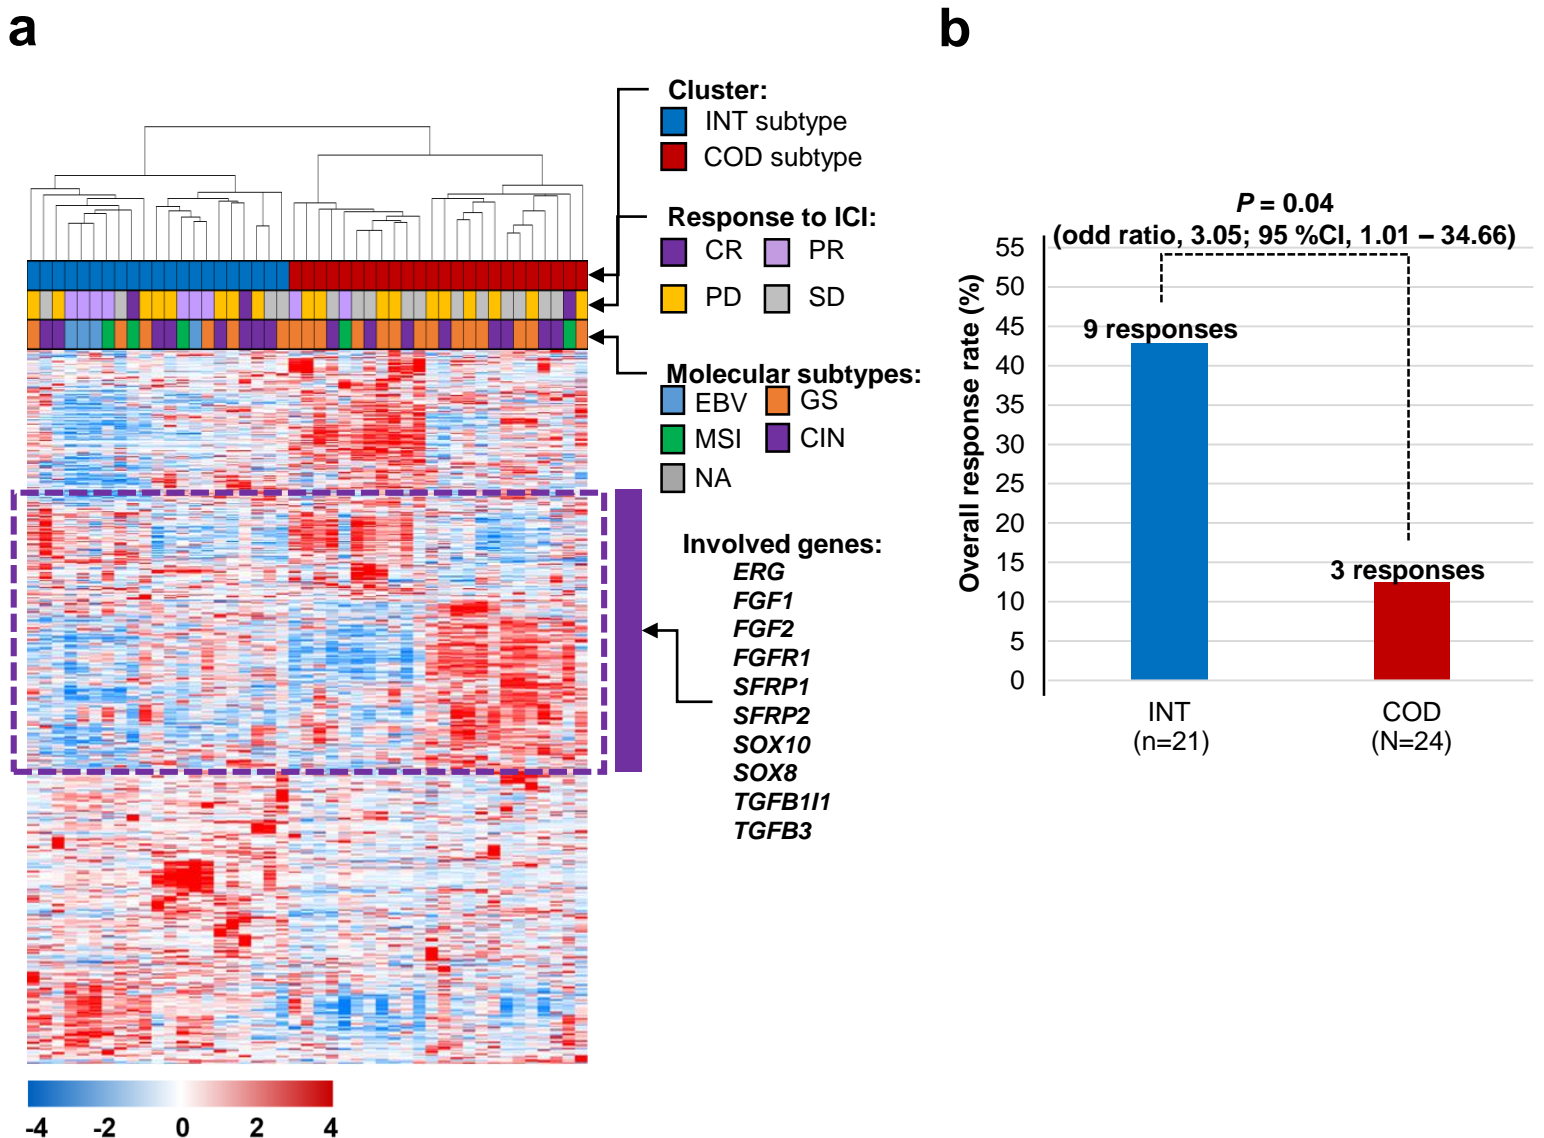 a
Cluster:
INT subtype
COD subtype
Response to ICI:
CR PR
PD SD
Molecular subtypes:
EBV GS
MSI CIN
NA
Involved genes:
ERG
FGF1
FGF2
FGFR1
SFRP1
SFRP2
SOX10
SOX8
TGFB1I1
TGFB3
-4 -2 0 2 4
b
P = 0.04
(odd ratio, 3.05; 95 %CI, 1.01 – 34.66)
Overall response rate (%)
55
50
45
40
35
30
25
20
15
10
5
0
9 responses
3 responses
INT COD
(n=21) (N=24)